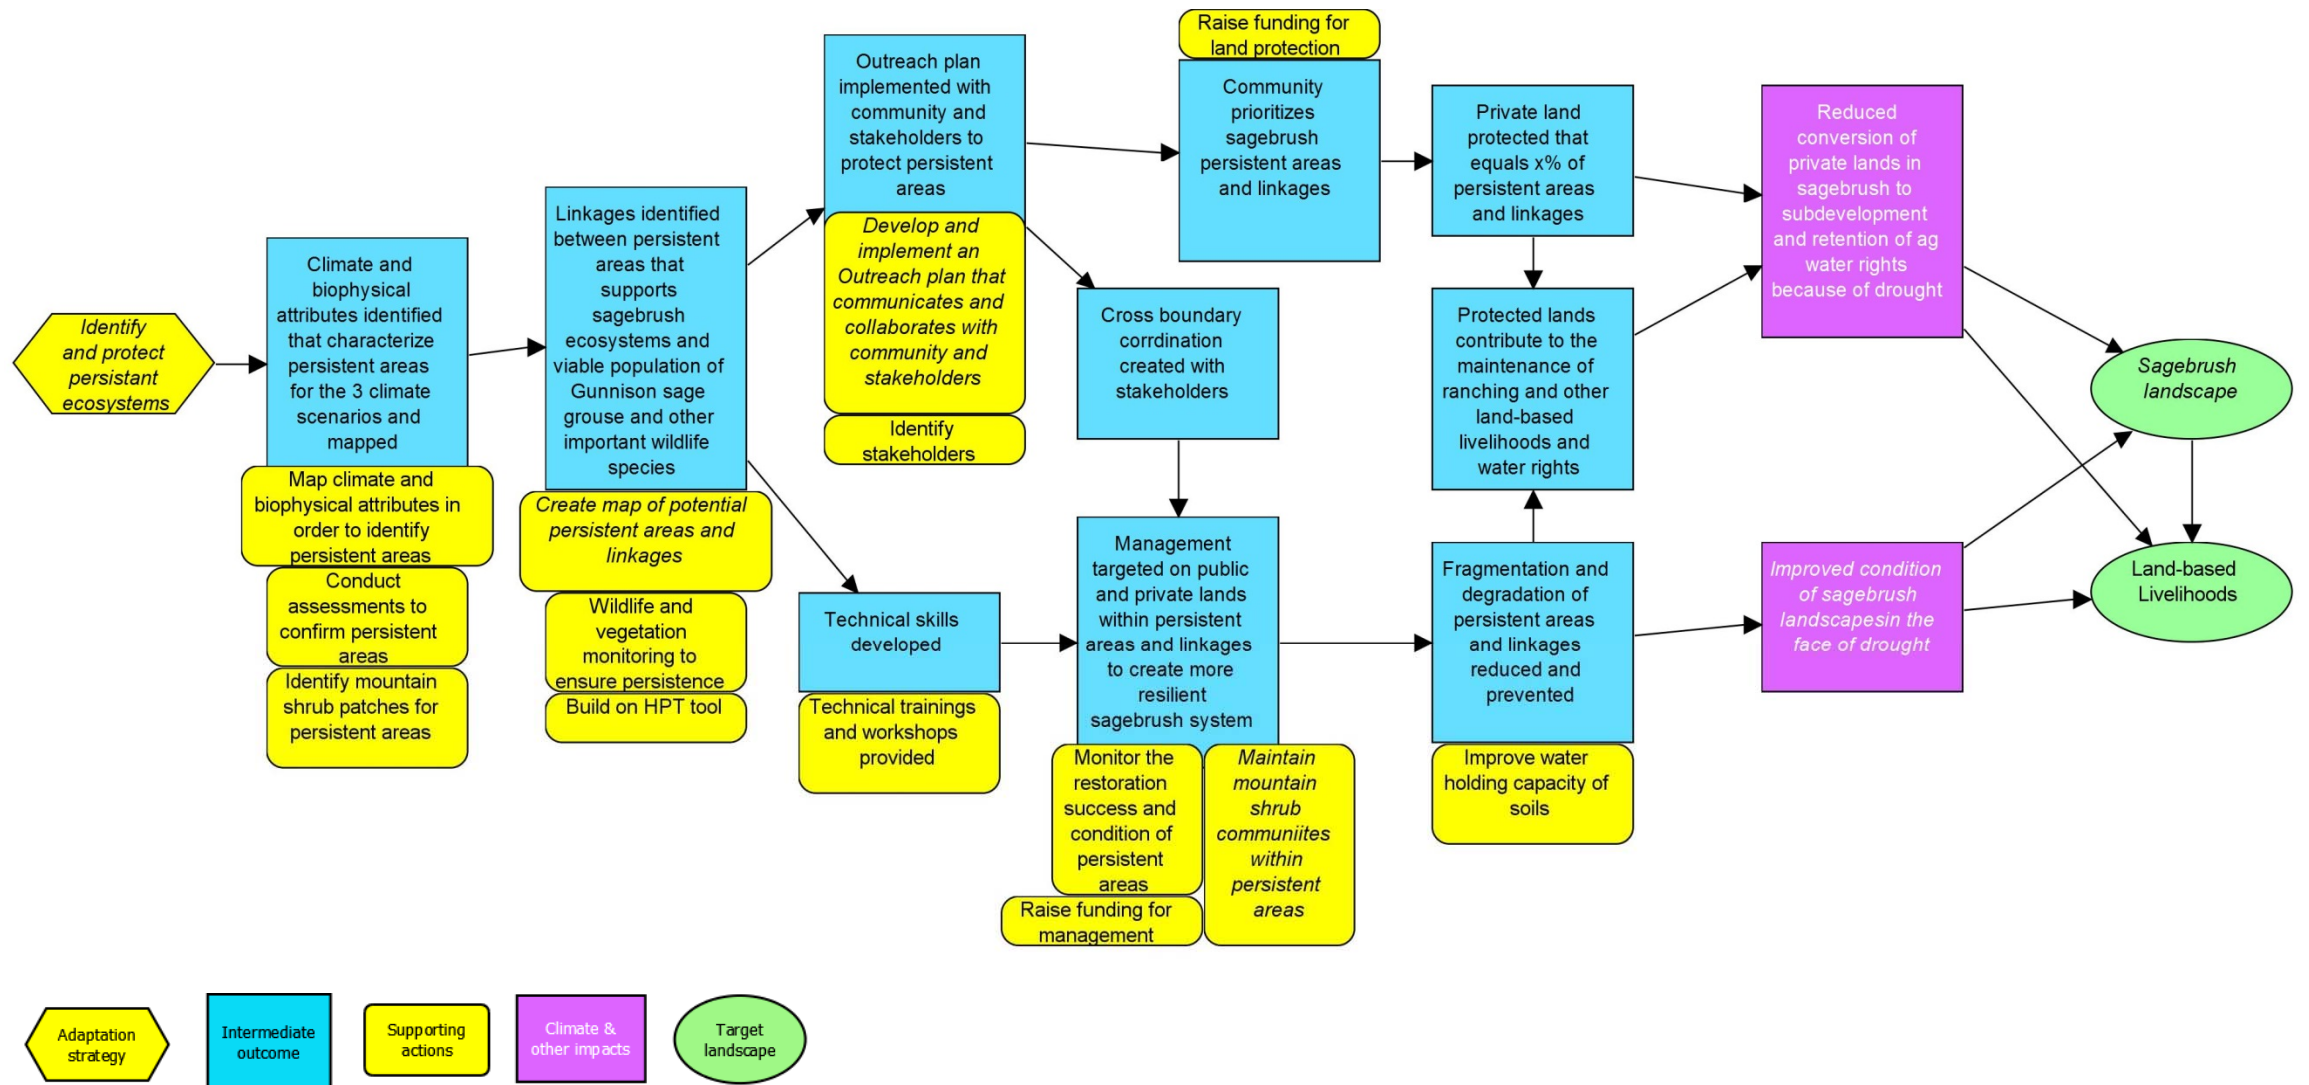 Identify
and protect
persistant
ecosystems
Climate and
biophysical
attributes identified
that characterize
persistent areas
for the 3 climate
scenarios and
mapped
Map climate and
biophysical attributes in
order to identify
persistent areas
Conduct
assessments to
confirm persistent
areas
Identify mountain
shrub patches for
persistent areas
Linkages identified
between persistent
areas that
supports
sagebrush
ecosystems and
viable population of
Gunnison sage
grouse and other
important wildlife
species
Create map of potential
persistent areas and
linkages
Wildlife and
vegetation
monitoring to
ensure persistence
Build on HPT tool
Outreach plan
implemented with
community and
stakeholders to
protect persistent
areas
Develop and
implement an
Outreach plan that
communicates and
collaborates with
community and
stakeholders
Identify
stakeholders
Technical skills
developed
Technical trainings
and workshops
provided
Raise funding for
land protection
Community
prioritizes
sagebrush
persistent areas
and linkages
Cross boundary
corrdination
created with
stakeholders
Management
targeted on public
and private lands
within persistent
areas and linkages
to create more
resilient
sagebrush system
Monitor the
restoration
success and
condition of
persistent
areas
Raise funding for
management
Maintain
mountain
shrub
communiites
within
persistent
areas
Private land
protected that
equals x% of
persistent areas
and linkages
Protected lands
contribute to the
maintenance of
ranching and other
land-based
livelihoods and
water rights
Fragmentation and
degradation of
persistent areas
and linkages
reduced and
prevented
Improve water
holding capacity of
soils
Reduced
conversion of
private lands in
sagebrush to
subdevelopment
and retention of ag
water rights
because of drought
Improved condition
of sagebrush
landscapesin the
face of drought
Sagebrush
landscape
Land-based
Livelihoods
Adaptation
strategy
Intermediate
outcome
Supporting
actions
Climate &
other impacts
Target
landscape